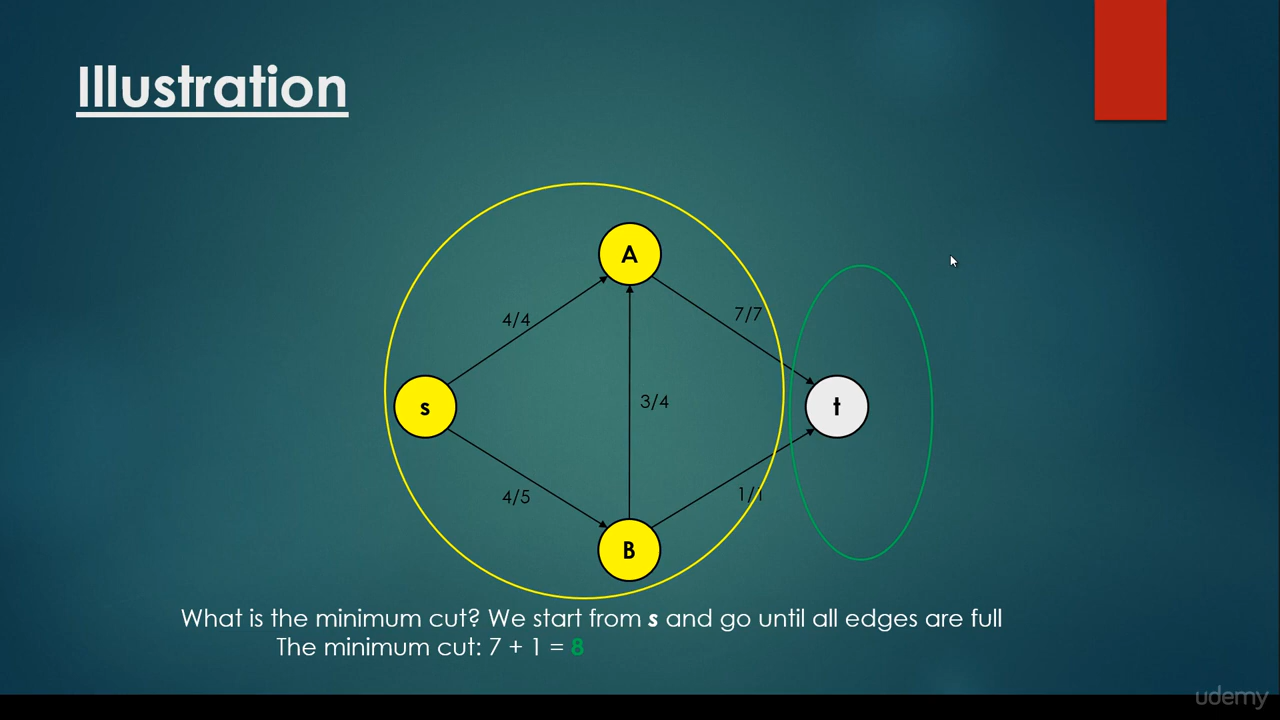 Illustration
A
4/4
7/7
s
3/4
t
4/5
1/1
B
What is the minimum cut? We start from s and go until all edges are full
The minimum cut: 7 + 1 = 8
udemy